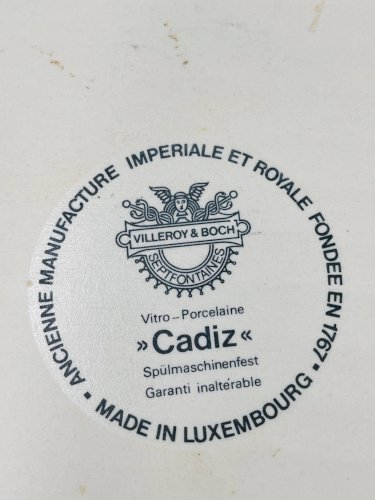 ANCIENNE MANUFACTURE IMPERIALE ET ROYALE FONDEE EN 1767
VILLEROY & BOCH
SEPTFONTAINES
Vitro-Porcelaine
»Cadiz«
Spülmaschinenfest
Garanti inaltérable
• MADE IN LUXEMBOURG •